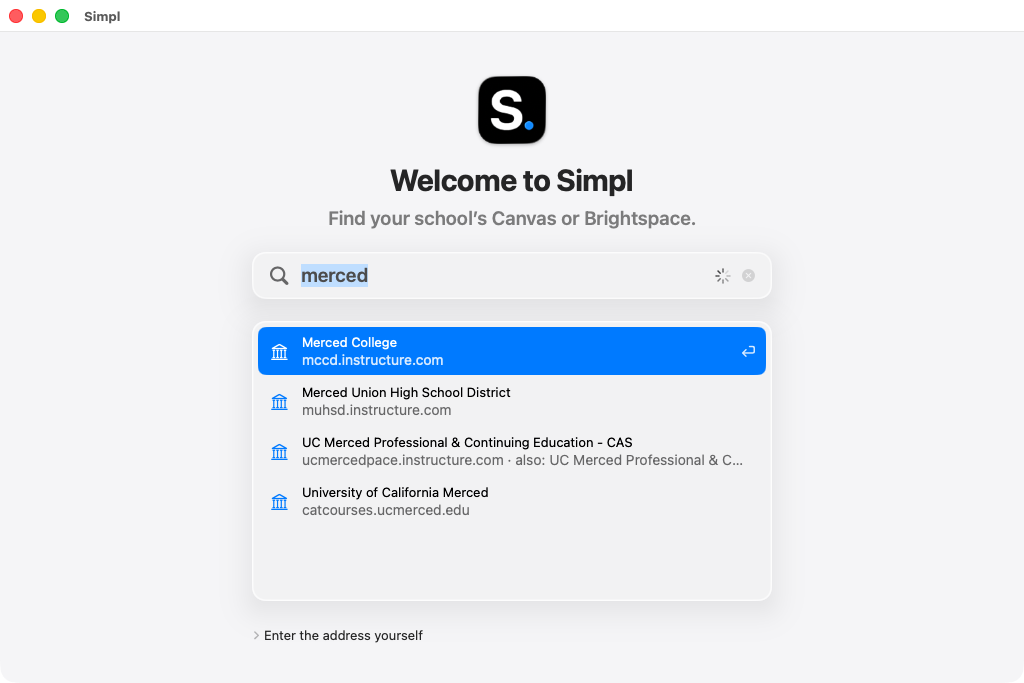 Simpl
S.
Welcome to Simpl
Find your school’s Canvas or Brightspace.
merced
Merced College
mccd.instructure.com
Merced Union High School District
muhsd.instructure.com
UC Merced Professional & Continuing Education - CAS
ucmercedpace.instructure.com · also: UC Merced Professional & C...
University of California Merced
catcourses.ucmerced.edu
Enter the address yourself